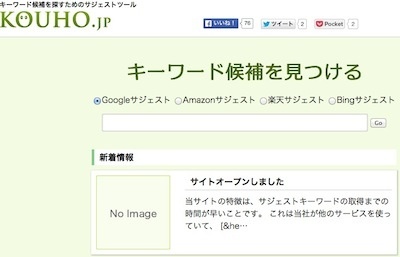 キーワード候補を探すためのサジェストツール
KOUHO.JP
いいね！ 76 ツイート 2 Pocket 2
キーワード候補を見つける
Googleサジェスト Amazonサジェスト 楽天サジェスト Bingサジェスト
Go
新着情報
サイトオープンしました
No Image
当サイトの特徴は、サジェストキーワードの取得までの
時間が早いことです。 これは当社が他のサービスを使っ
ていて、 [&he…